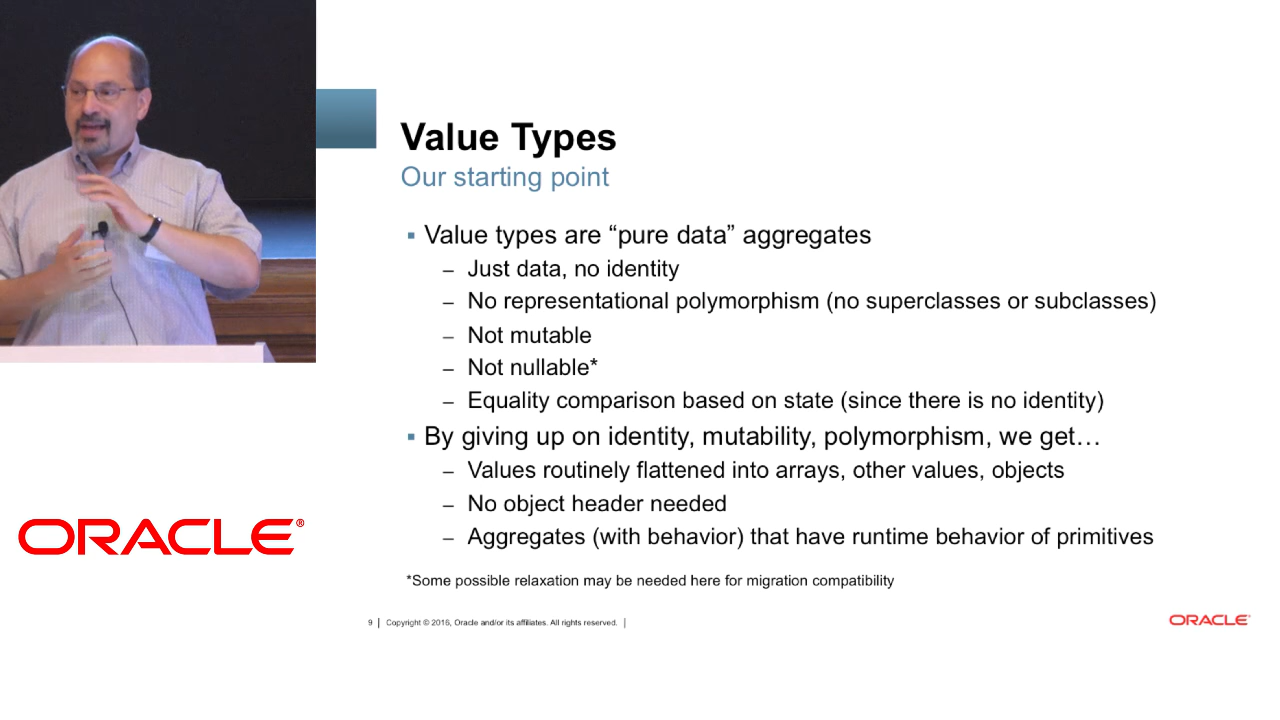 Value Types
Our starting point
▪ Value types are “pure data” aggregates
– Just data, no identity
– No representational polymorphism (no superclasses or subclasses)
– Not mutable
– Not nullable*
– Equality comparison based on state (since there is no identity)
▪ By giving up on identity, mutability, polymorphism, we get…
– Values routinely flattened into arrays, other values, objects
– No object header needed
– Aggregates (with behavior) that have runtime behavior of primitives
ORACLE®
*Some possible relaxation may be needed here for migration compatibility
9 | Copyright © 2016, Oracle and/or its affiliates. All rights reserved. |
ORACLE®